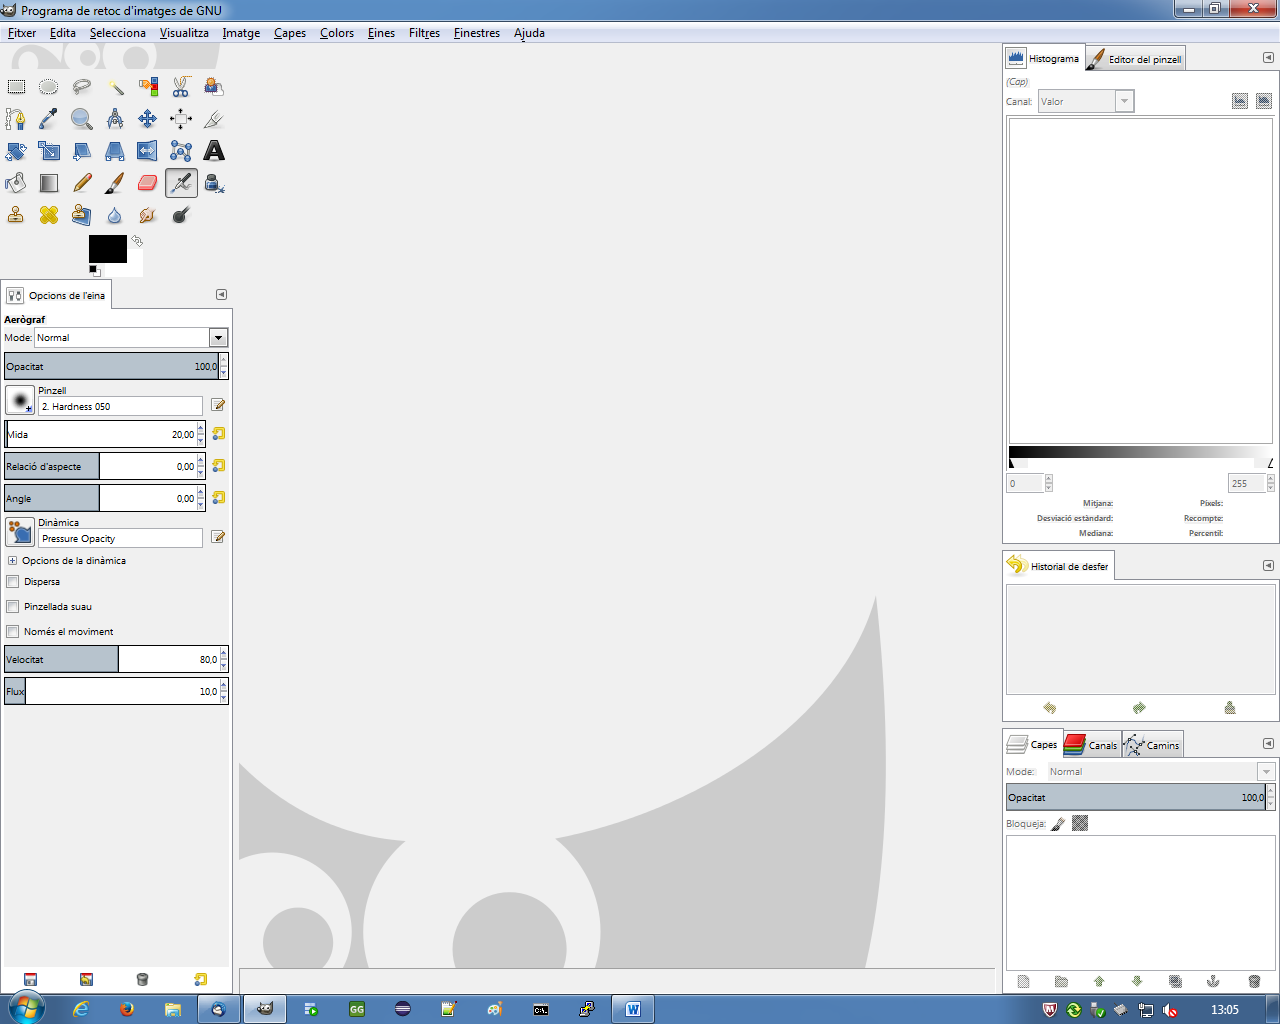 Programa de retoc d'imatges de GNU
Fitxer Edita Selecciona Visualitza Imatge Capes Colors Eines Filtres Finestres Ajuda
Opcions de l'eina
Aerògraf
Mode: Normal
Opacitat 100,0
Pinzell
2. Hardness 050
Mida 20,00
Relació d'aspecte 0,00
Angle 0,00
Dinàmica
Pressure Opacity
Opcions de la dinàmica
Dispersa
Pinzellada suau
Només el moviment
Velocitat 80,0
Flux 10,0
Histograma Editor del pinzell
(Cap)
Canal: Valor
0 255
Mitjana: Píxels:
Desviació estàndard: Recompte:
Mediana: Percentil:
Historial de desfer
Capes Canals Camins
Mode: Normal
Opacitat 100,0
Bloqueja:
GG
C:\.
W
13:05